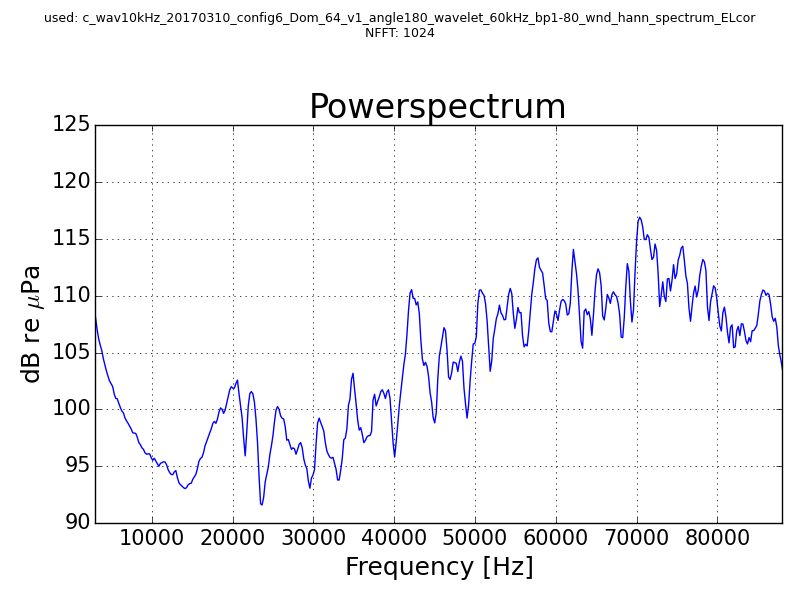 used: c_wav10kHz_20170310_config6_Dom_64_v1_angle180_wavelet_60kHz_bp1-80_wnd_hann_spectrum_ELcor
NFFT: 1024
Powerspectrum
125
120
115
110
105
100
95
90
dB re μPa
10000 20000 30000 40000 50000 60000 70000 80000
Frequency [Hz]